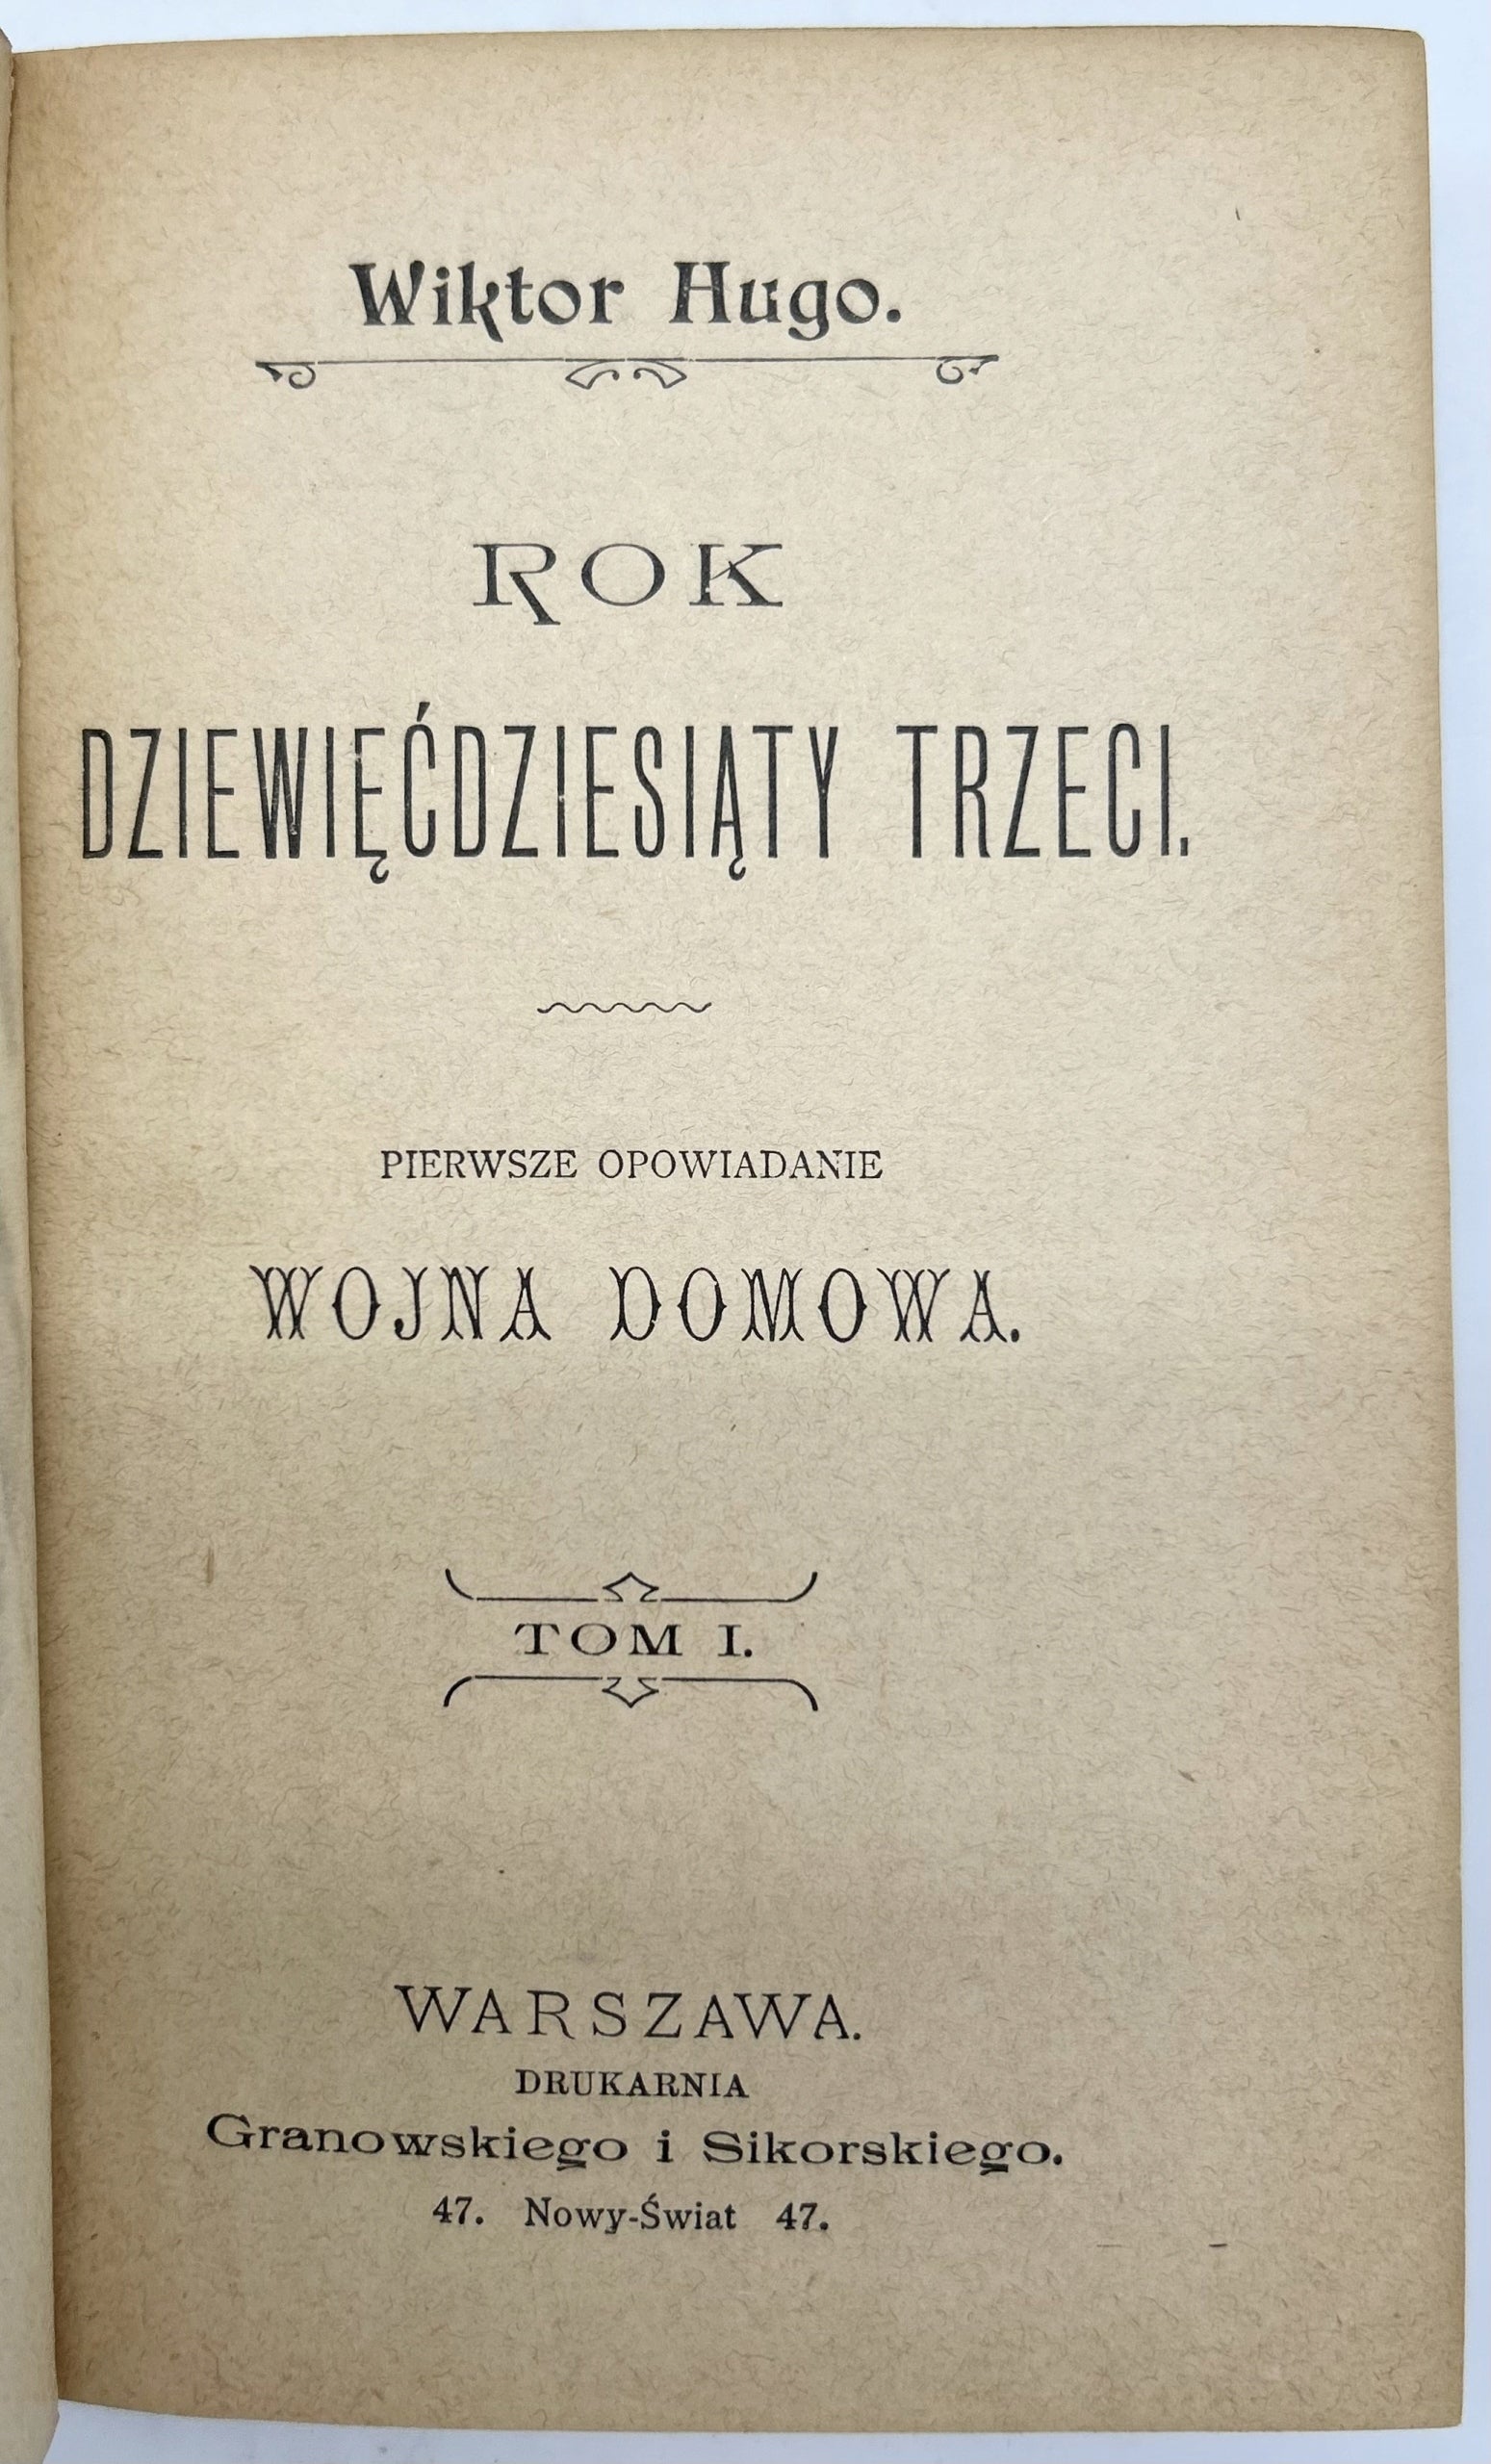 Wiktor Hugo.
ROK
DZIEWIĘĆDZIESIĄTY TRZECI.
PIERWSZE OPOWIADANIE
WOJNA DOMOWA.
TOM I.
WARSZAWA.
DRUKARNIA
Granowskiego i Sikorskiego.
47. Nowy-Świat 47.